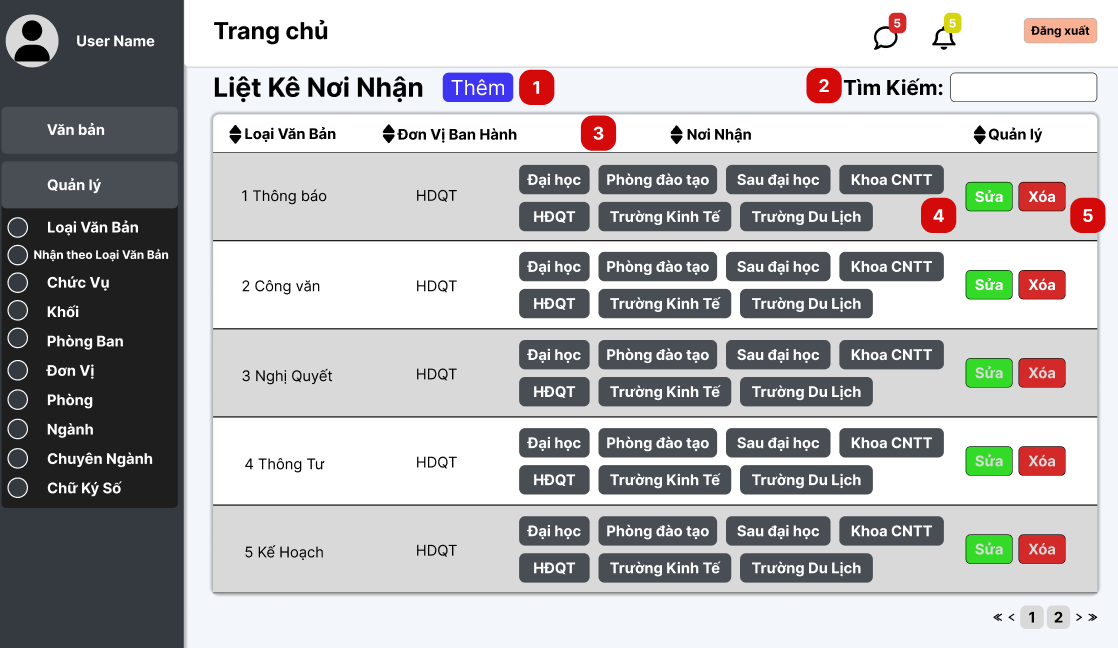 User Name
Trang chủ
5
5
Đăng xuất
Văn bản
Quản lý
Loại Văn Bản
Nhận theo Loại Văn Bản
Chức Vụ
Khối
Phòng Ban
Đơn Vị
Phòng
Ngành
Chuyên Ngành
Chữ Ký Số
Liệt Kê Nơi Nhận Thêm 1 2 Tìm Kiếm:
Loại Văn Bản Đơn Vị Ban Hành 3 Nơi Nhận Quản lý
1 Thông báo HDQT
Đại học Phòng đào tạo Sau đại học Khoa CNTT
HĐQT Trường Kinh Tế Trường Du Lịch
4 Sửa Xóa 5
2 Công văn HDQT
Đại học Phòng đào tạo Sau đại học Khoa CNTT
HĐQT Trường Kinh Tế Trường Du Lịch
Sửa Xóa
3 Nghị Quyết HDQT
Đại học Phòng đào tạo Sau đại học Khoa CNTT
HĐQT Trường Kinh Tế Trường Du Lịch
Sửa Xóa
4 Thông Tư HDQT
Đại học Phòng đào tạo Sau đại học Khoa CNTT
HĐQT Trường Kinh Tế Trường Du Lịch
Sửa Xóa
5 Kế Hoạch HDQT
Đại học Phòng đào tạo Sau đại học Khoa CNTT
HĐQT Trường Kinh Tế Trường Du Lịch
Sửa Xóa
« < 1 2 > »